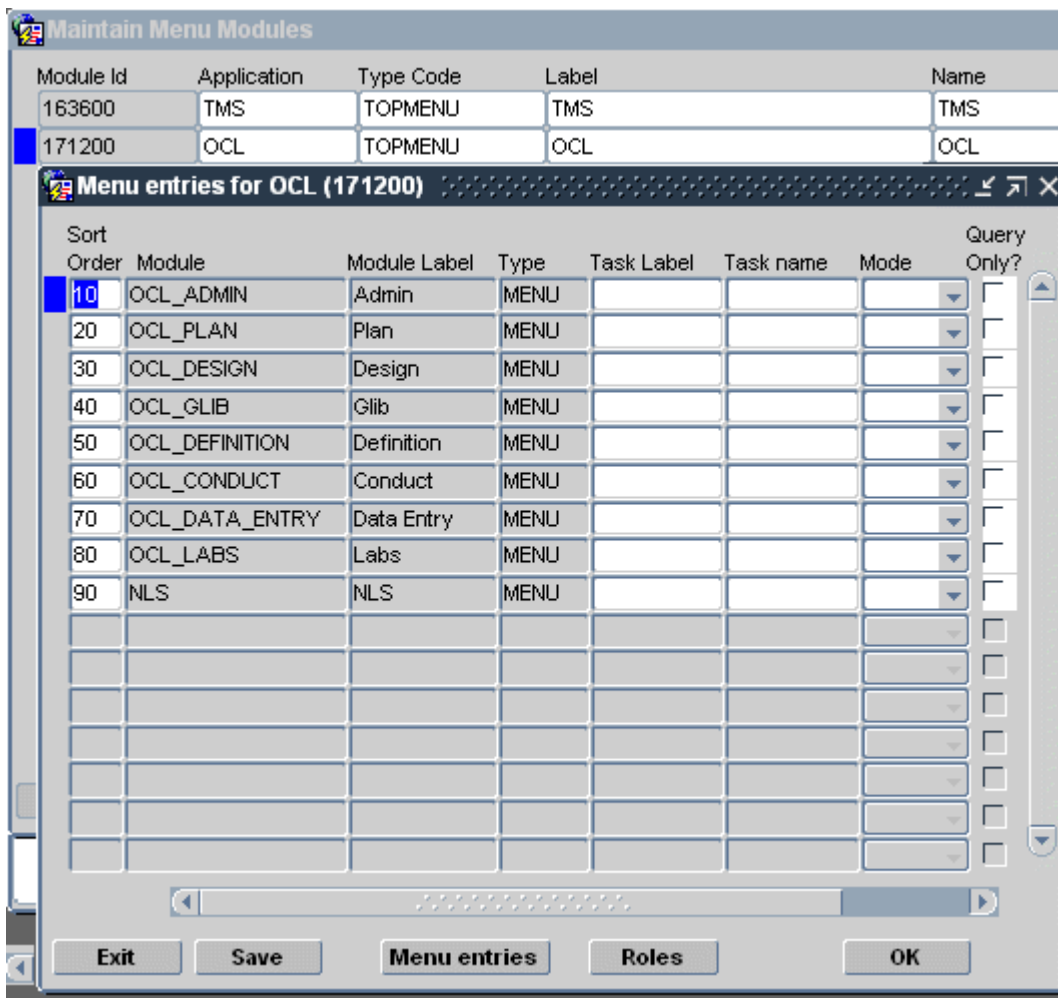 Maintain Menu Modules
Module Id Application Type Code Label Name
163600 TMS TOPMENU TMS TMS
171200 OCL TOPMENU OCL OCL
Menu entries for OCL (171200)
Sort Query
Order Module Module Label Type Task Label Task name Mode Only?
10 OCL_ADMIN Admin MENU
20 OCL_PLAN Plan MENU
30 OCL_DESIGN Design MENU
40 OCL_GLIB Glib MENU
50 OCL_DEFINITION Definition MENU
60 OCL_CONDUCT Conduct MENU
70 OCL_DATA_ENTRY Data Entry MENU
80 OCL_LABS Labs MENU
90 NLS NLS MENU
Exit Save Menu entries Roles OK